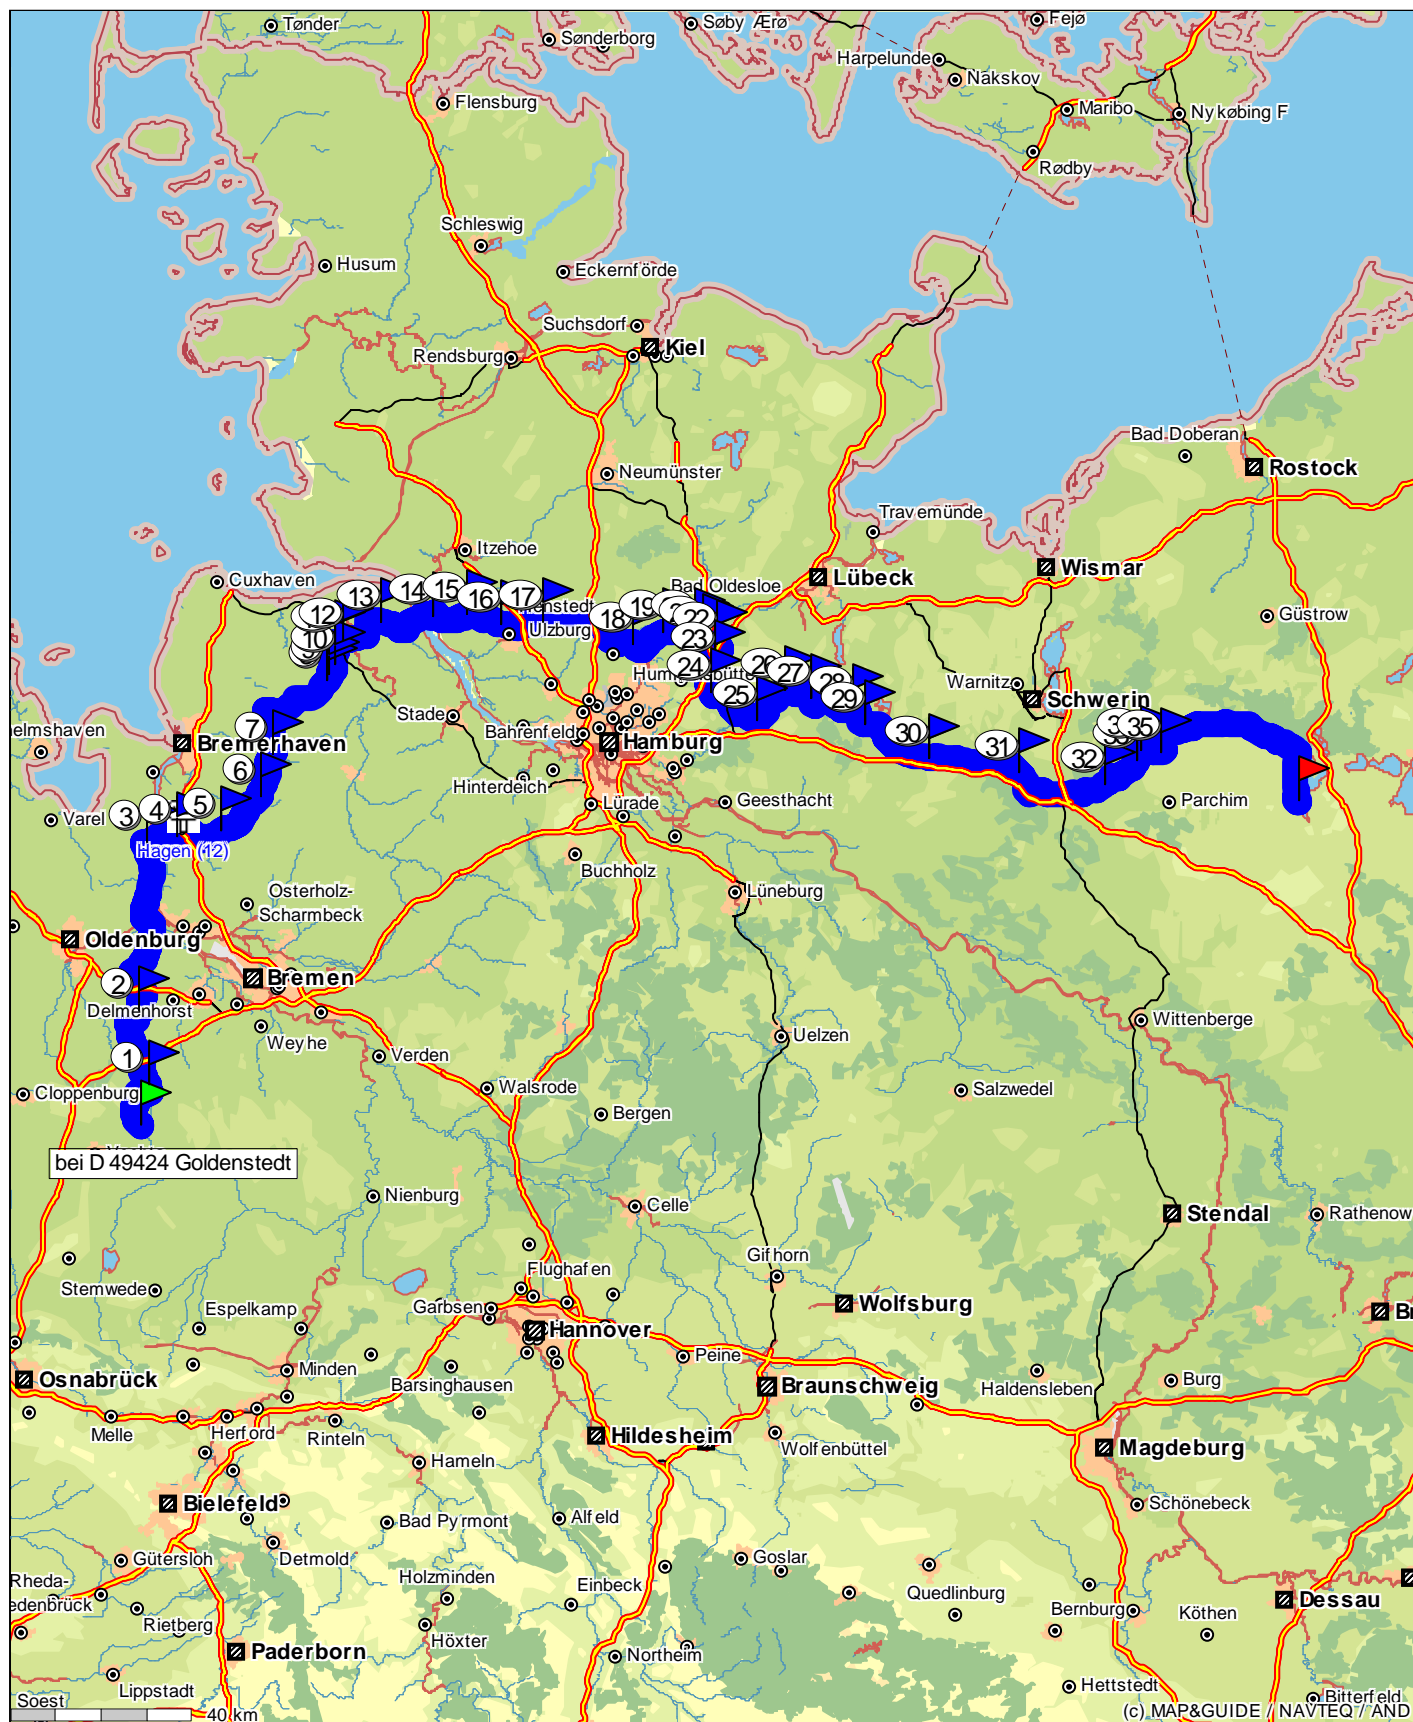 Tønder
Søby Ærø
Fejø
Sønderborg
Harpelunde
Nakskov
Flensburg
Maribo
Nykøbing F
Rødby
Schleswig
Husum
Eckernförde
Suchsdorf
Kiel
Rendsburg
Bad Doberan
Rostock
Neumünster
Travemünde
Itzehoe
Wismar
Cuxhaven
Bad Oldesloe
Lübeck
Güstrow
12
13
14
15
16
17
18
19
22
10
Ulzburg
23
24
25
26
27
28
29
Warnitz
Schwerin
Stade
Bahrenfeld
Hamburg
7
Bremerhaven
30
31
32
35
6
Hinterdeich
3
4
5
Varel
Lürade
Geesthacht
Parchim
Hagen (12)
Buchholz
Lüneburg
Osterholz-
Scharmbeck
Oldenburg
Bremen
2
Delmenhorst
Weyhe
Wittenberge
Uelzen
1
Verden
Cloppenburg
Walsrode
Salzwedel
Bergen
bei D 49424 Goldenstedt
Nienburg
Celle
Stendal
Rathenow
Gifhorn
Flughafen
Stemwede
Garbsen
Espelkamp
Wolfsburg
Hannover
Peine
Minden
Osnabrück
Barsinghausen
Braunschweig
Haldensleben
Burg
Melle
Herford
Rinteln
Hildesheim
Wolfenbüttel
Magdeburg
Hameln
Bielefeld
Schönebeck
Bad Pyrmont
Alfeld
Gütersloh
Detmold
Goslar
Rheda-
Holzminden
Einbeck
Quedlinburg
Dessau
Rietberg
Bernburg
Köthen
Paderborn
Höxter
Northeim
Lippstadt
Hettstedt
Bitterfeld
Soest
40 km
(c) MAP&GUIDE / NAVTEQ / AND